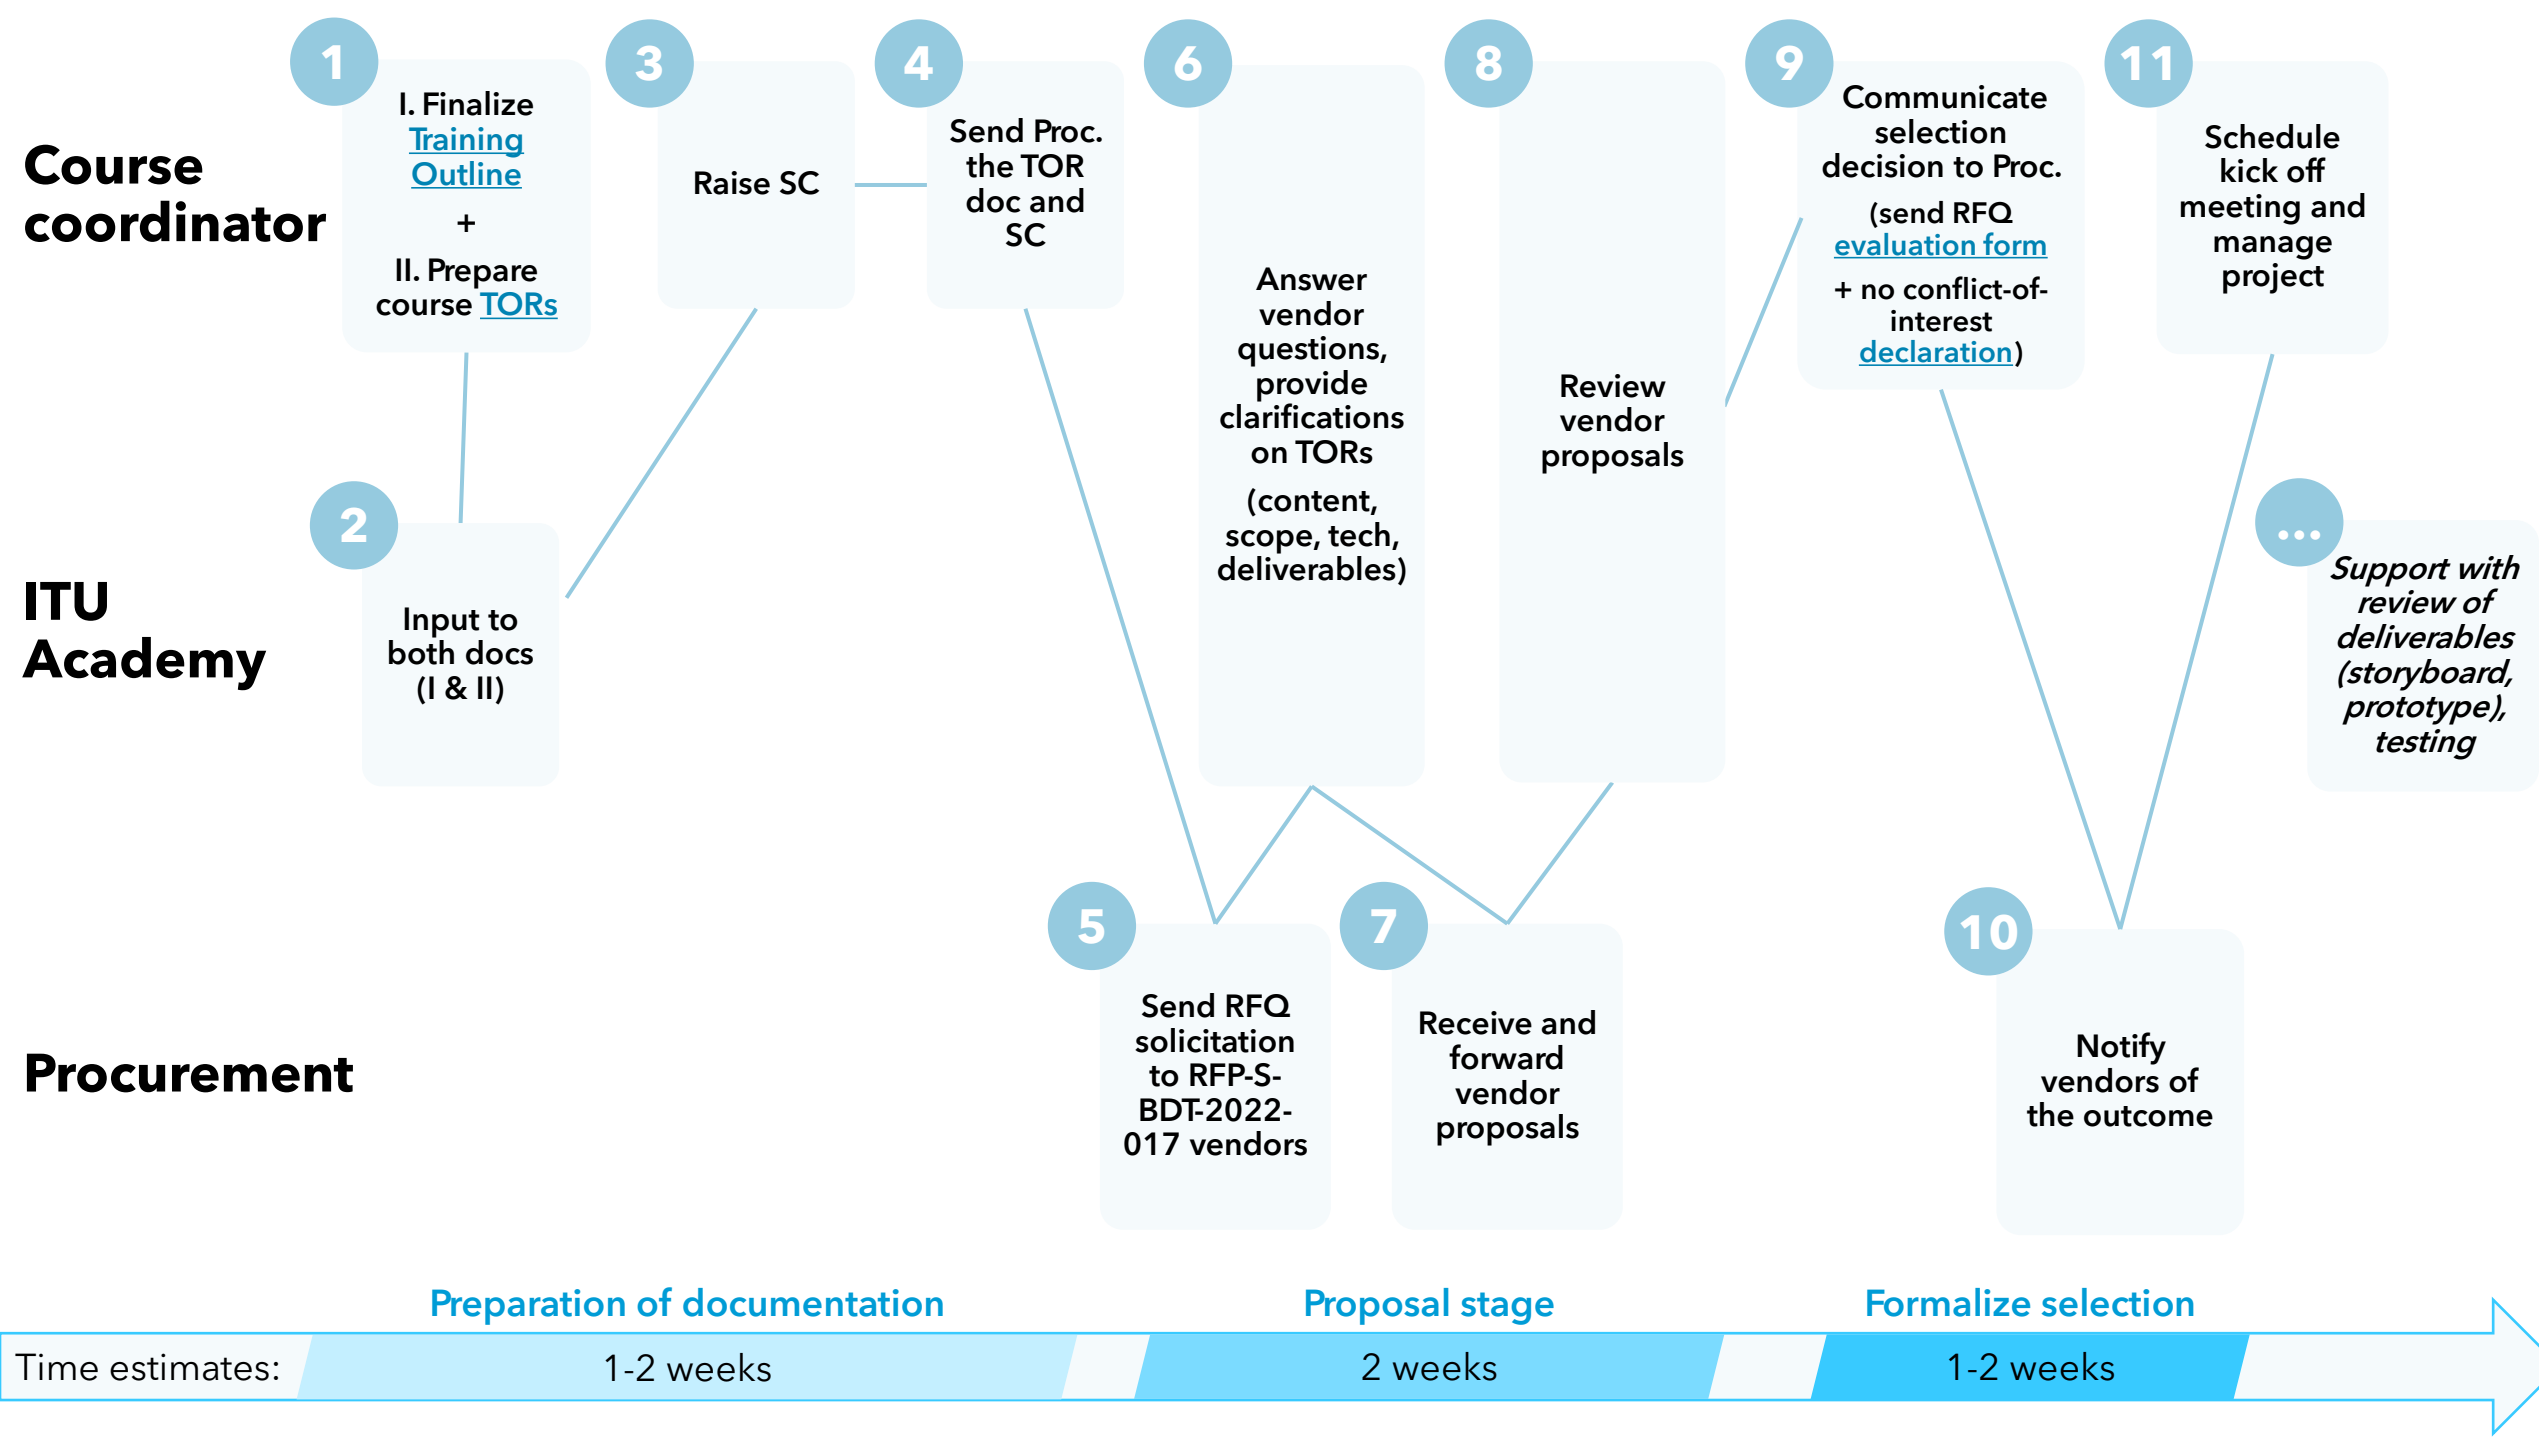 Course
coordinator
1
I. Finalize
Training
Outline
+
II. Prepare
course TORs
3
Raise SC
4
Send Proc.
the TOR
doc and
SC
6
Answer
vendor
questions,
provide
clarifications
on TORs
(content,
scope, tech,
deliverables)
8
Review
vendor
proposals
9
Communicate
selection
decision to Proc.
(send RFQ
evaluation form
+ no conflict-of-
interest
declaration)
11
Schedule
kick off
meeting and
manage
project
ITU
Academy
2
Input to
both docs
(I & II)
...
Support with
review of
deliverables
(storyboard,
prototype),
testing
Procurement
5
Send RFQ
solicitation
to RFP-S-
BDT-2022-
017 vendors
7
Receive and
forward
vendor
proposals
10
Notify
vendors of
the outcome
Preparation of documentation
Proposal stage
Formalize selection
Time estimates:
1-2 weeks
2 weeks
1-2 weeks